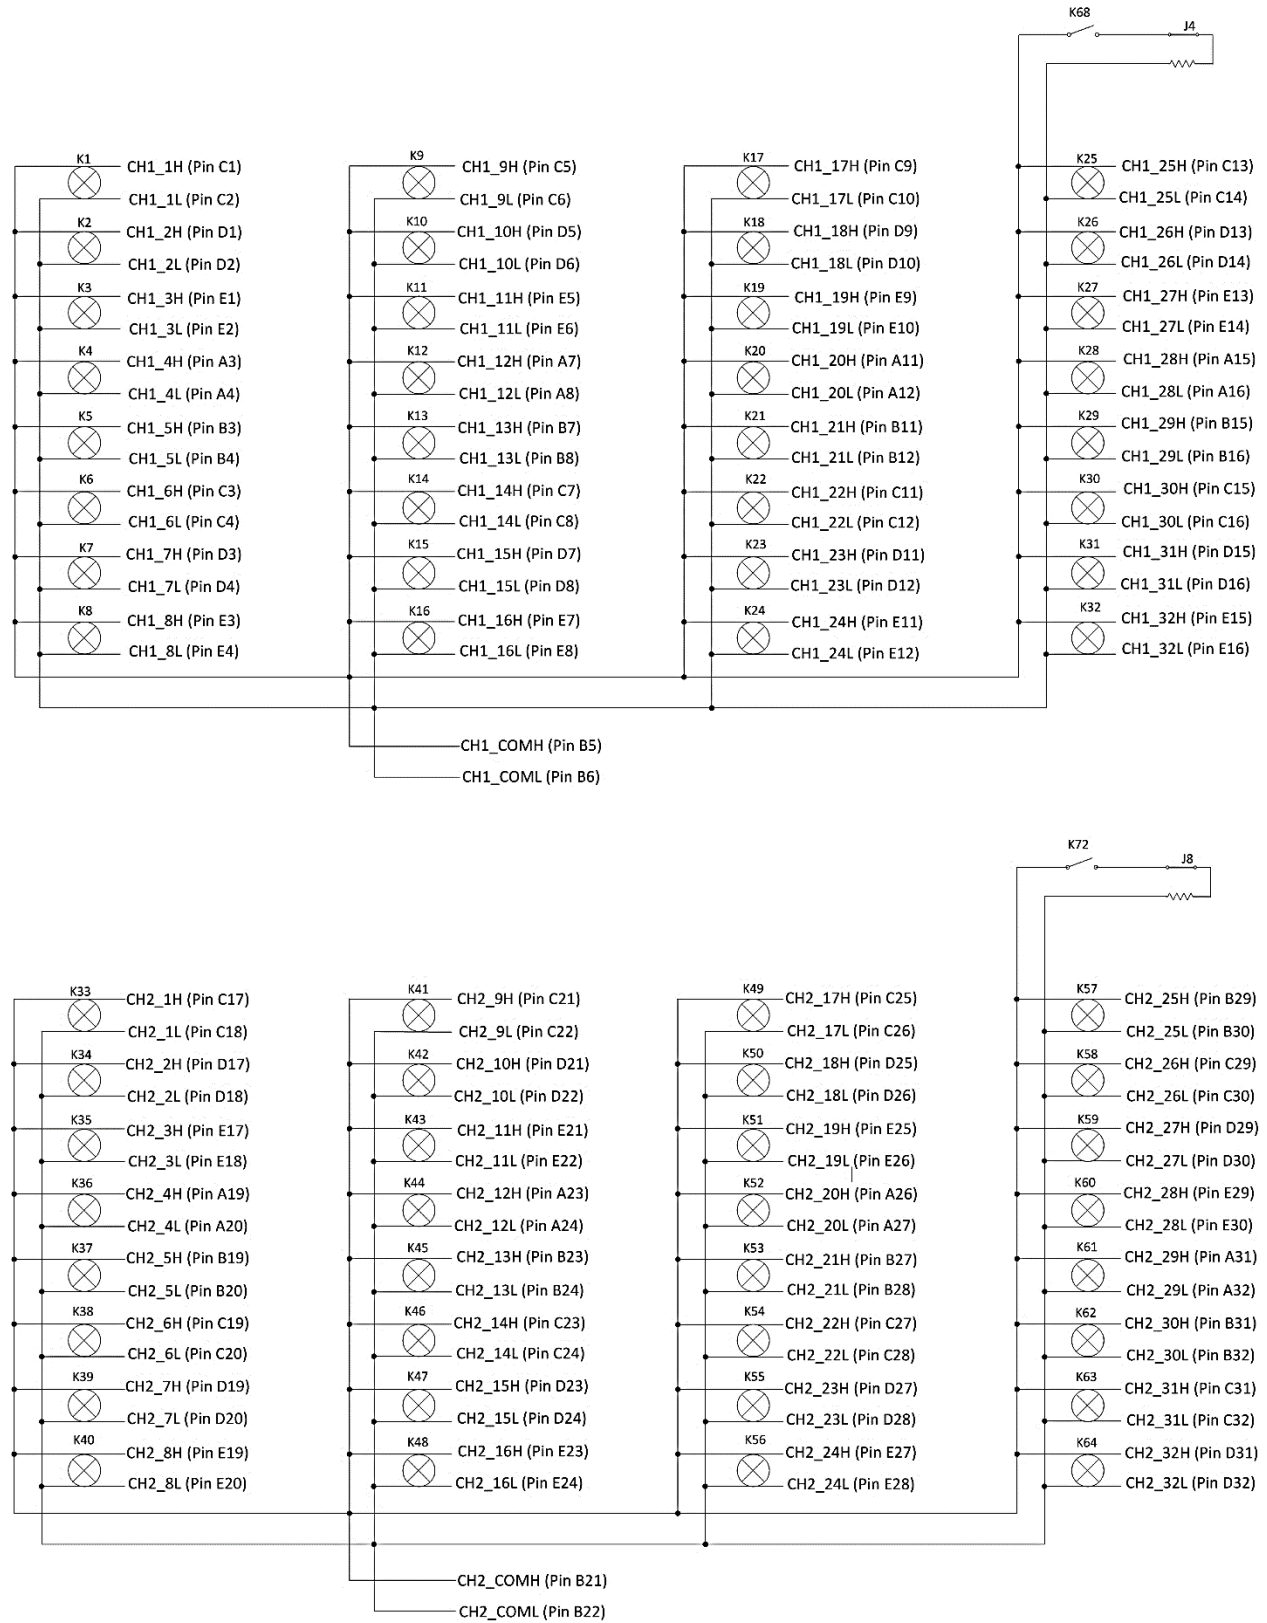 K68
J4
K1
CH1_1H (Pin C1)
CH1_1L (Pin C2)
K2
CH1_2H (Pin D1)
CH1_2L (Pin D2)
K3
CH1_3H (Pin E1)
CH1_3L (Pin E2)
K4
CH1_4H (Pin A3)
CH1_4L (Pin A4)
K5
CH1_5H (Pin B3)
CH1_5L (Pin B4)
K6
CH1_6H (Pin C3)
CH1_6L (Pin C4)
K7
CH1_7H (Pin D3)
CH1_7L (Pin D4)
K8
CH1_8H (Pin E3)
CH1_8L (Pin E4)
K9
CH1_9H (Pin C5)
CH1_9L (Pin C6)
K10
CH1_10H (Pin D5)
CH1_10L (Pin D6)
K11
CH1_11H (Pin E5)
CH1_11L (Pin E6)
K12
CH1_12H (Pin A7)
CH1_12L (Pin A8)
K13
CH1_13H (Pin B7)
CH1_13L (Pin B8)
K14
CH1_14H (Pin C7)
CH1_14L (Pin C8)
K15
CH1_15H (Pin D7)
CH1_15L (Pin D8)
K16
CH1_16H (Pin E7)
CH1_16L (Pin E8)
K17
CH1_17H (Pin C9)
CH1_17L (Pin C10)
K18
CH1_18H (Pin D9)
CH1_18L (Pin D10)
K19
CH1_19H (Pin E9)
CH1_19L (Pin E10)
K20
CH1_20H (Pin A11)
CH1_20L (Pin A12)
K21
CH1_21H (Pin B11)
CH1_21L (Pin B12)
K22
CH1_22H (Pin C11)
CH1_22L (Pin C12)
K23
CH1_23H (Pin D11)
CH1_23L (Pin D12)
K24
CH1_24H (Pin E11)
CH1_24L (Pin E12)
K25
CH1_25H (Pin C13)
CH1_25L (Pin C14)
K26
CH1_26H (Pin D13)
CH1_26L (Pin D14)
K27
CH1_27H (Pin E13)
CH1_27L (Pin E14)
K28
CH1_28H (Pin A15)
CH1_28L (Pin A16)
K29
CH1_29H (Pin B15)
CH1_29L (Pin B16)
K30
CH1_30H (Pin C15)
CH1_30L (Pin C16)
K31
CH1_31H (Pin D15)
CH1_31L (Pin D16)
K32
CH1_32H (Pin E15)
CH1_32L (Pin E16)
CH1_COMH (Pin B5)
CH1_COML (Pin B6)
K72
J8
K33
CH2_1H (Pin C17)
CH2_1L (Pin C18)
K34
CH2_2H (Pin D17)
CH2_2L (Pin D18)
K35
CH2_3H (Pin E17)
CH2_3L (Pin E18)
K36
CH2_4H (Pin A19)
CH2_4L (Pin A20)
K37
CH2_5H (Pin B19)
CH2_5L (Pin B20)
K38
CH2_6H (Pin C19)
CH2_6L (Pin C20)
K39
CH2_7H (Pin D19)
CH2_7L (Pin D20)
K40
CH2_8H (Pin E19)
CH2_8L (Pin E20)
K41
CH2_9H (Pin C21)
CH2_9L (Pin C22)
K42
CH2_10H (Pin D21)
CH2_10L (Pin D22)
K43
CH2_11H (Pin E21)
CH2_11L (Pin E22)
K44
CH2_12H (Pin A23)
CH2_12L (Pin A24)
K45
CH2_13H (Pin B23)
CH2_13L (Pin B24)
K46
CH2_14H (Pin C23)
CH2_14L (Pin C24)
K47
CH2_15H (Pin D23)
CH2_15L (Pin D24)
K48
CH2_16H (Pin E23)
CH2_16L (Pin E24)
K49
CH2_17H (Pin C25)
CH2_17L (Pin C26)
K50
CH2_18H (Pin D25)
CH2_18L (Pin D26)
K51
CH2_19H (Pin E25)
CH2_19L (Pin E26)
K52
CH2_20H (Pin A26)
CH2_20L (Pin A27)
K53
CH2_21H (Pin B27)
CH2_21L (Pin B28)
K54
CH2_22H (Pin C27)
CH2_22L (Pin C28)
K55
CH2_23H (Pin D27)
CH2_23L (Pin D28)
K56
CH2_24H (Pin E27)
CH2_24L (Pin E28)
K57
CH2_25H (Pin B29)
CH2_25L (Pin B30)
K58
CH2_26H (Pin C29)
CH2_26L (Pin C30)
K59
CH2_27H (Pin D29)
CH2_27L (Pin D30)
K60
CH2_28H (Pin E29)
CH2_28L (Pin E30)
K61
CH2_29H (Pin A31)
CH2_29L (Pin A32)
K62
CH2_30H (Pin B31)
CH2_30L (Pin B32)
K63
CH2_31H (Pin C31)
CH2_31L (Pin C32)
K64
CH2_32H (Pin D31)
CH2_32L (Pin D32)
CH2_COMH (Pin B21)
CH2_COML (Pin B22)